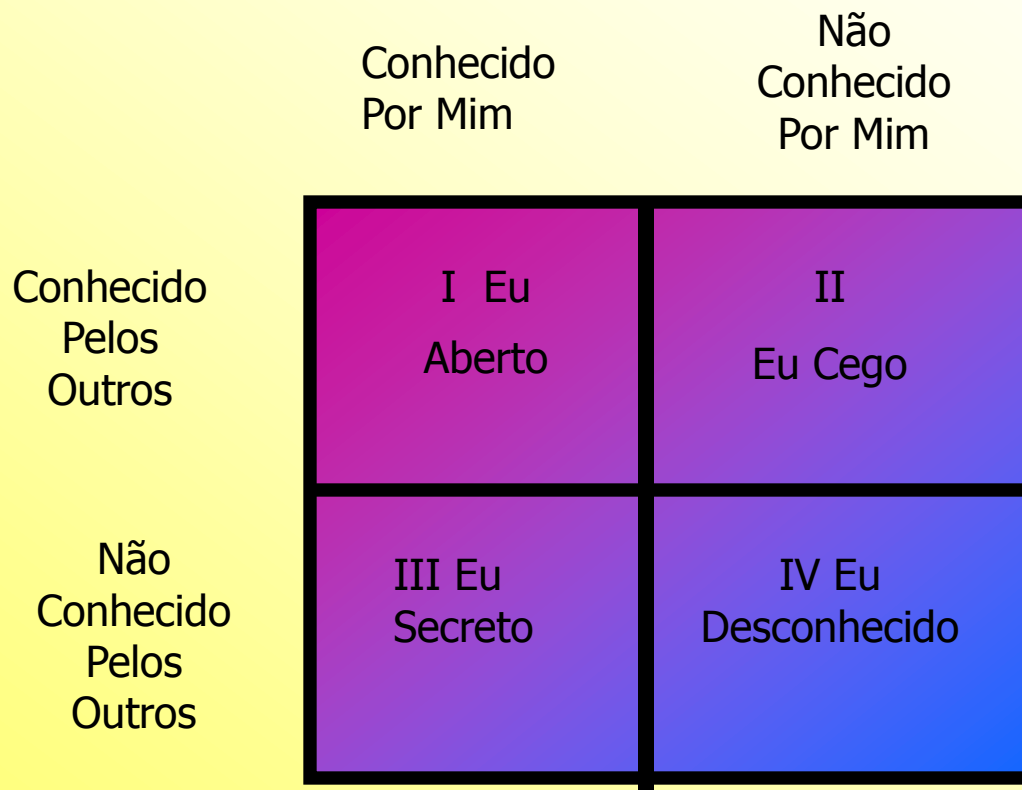 Conhecido
Por Mim
Não
Conhecido
Por Mim
Conhecido
Pelos
Outros
I Eu
Aberto
II
Eu Cego
Não
Conhecido
Pelos
Outros
III Eu
Secreto
IV Eu
Desconhecido